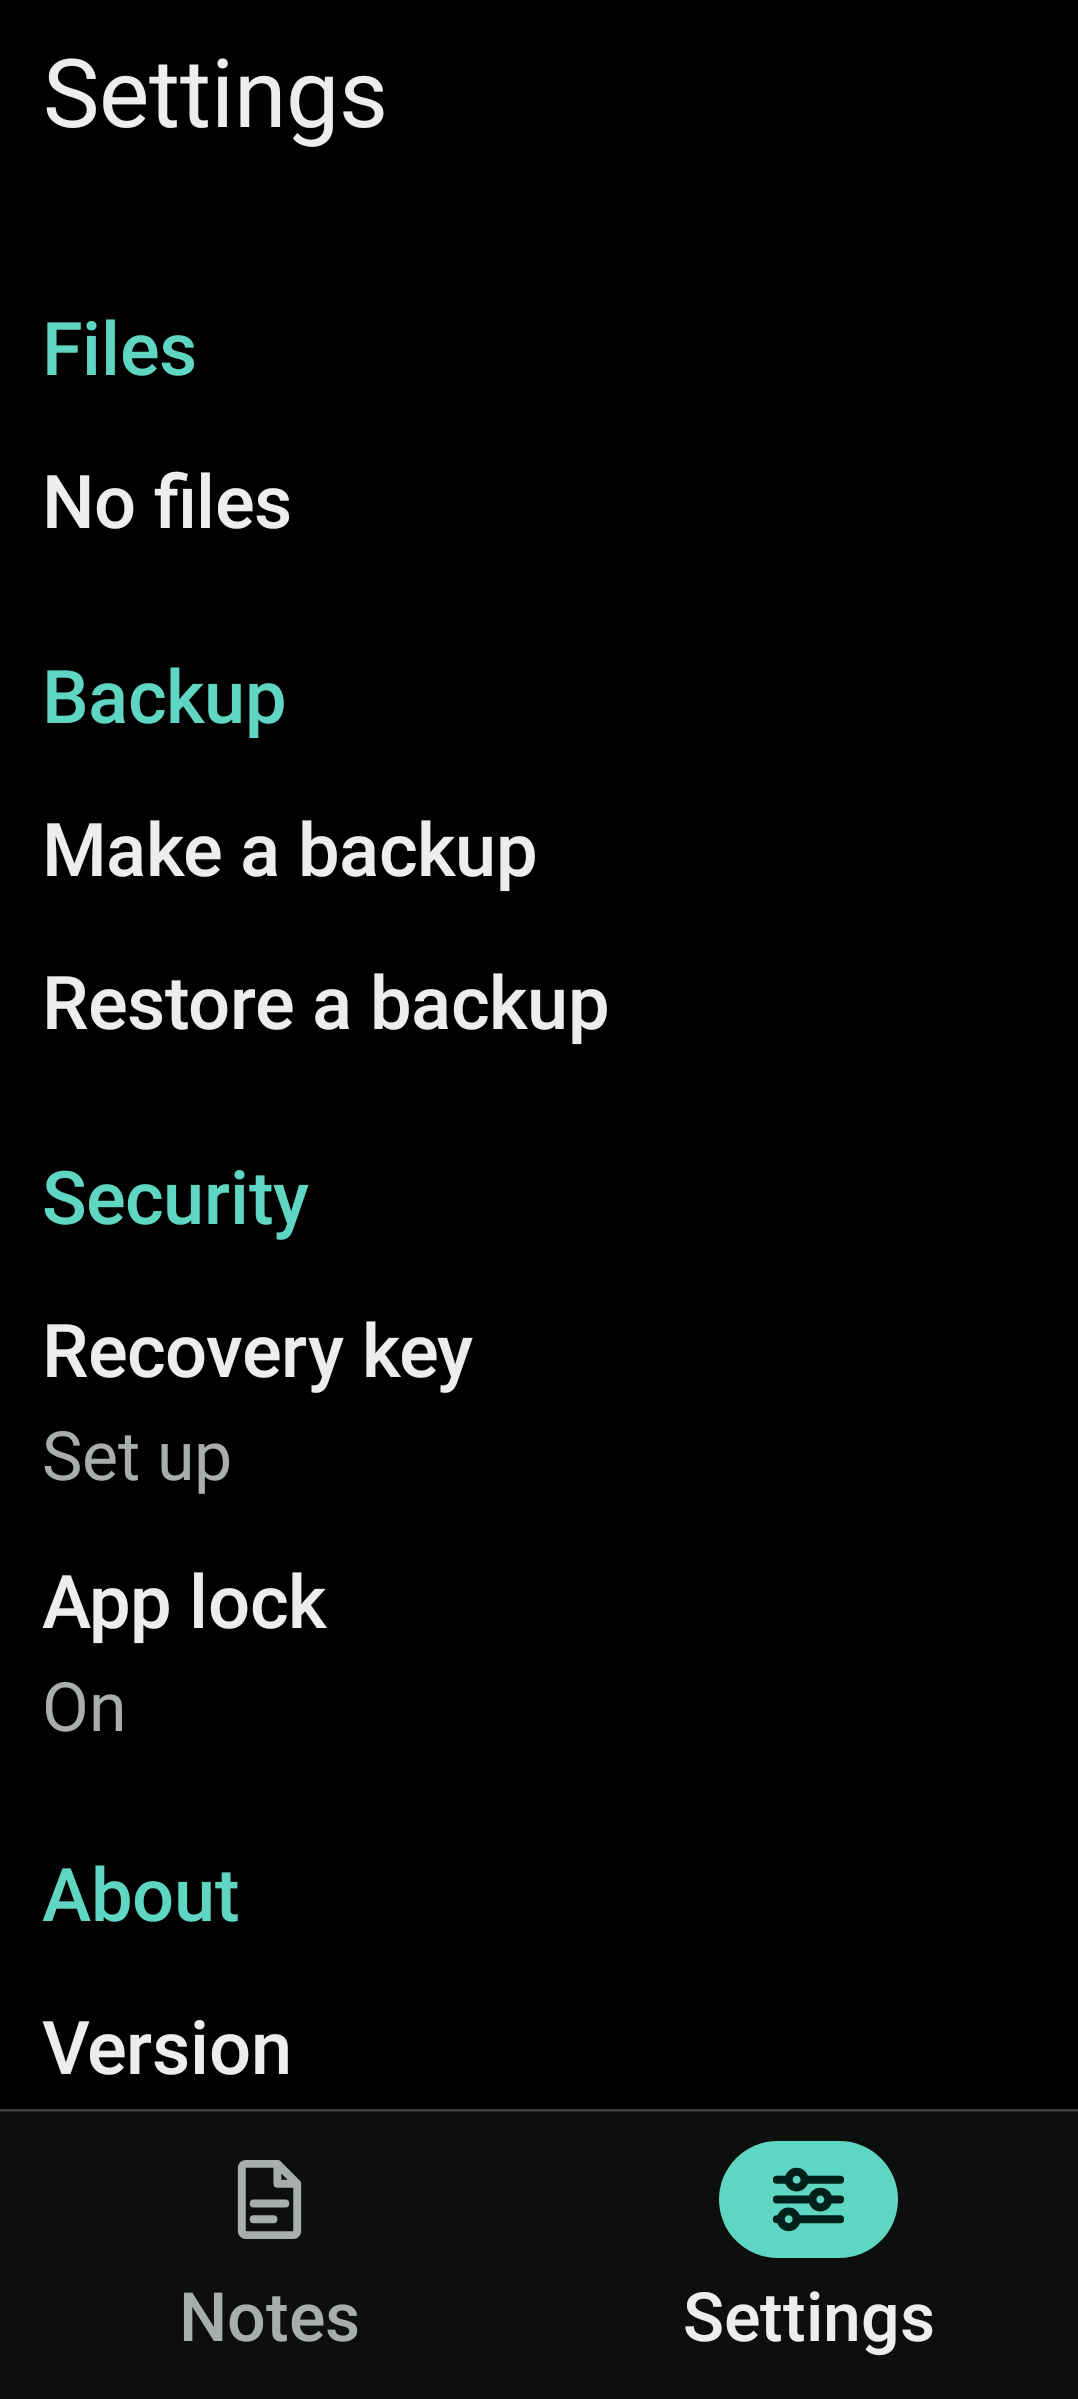 Settings
Files
No files
Backup
Make a backup
Restore a backup
Security
Recovery key
Set up
App lock
On
About
Version
Notes
Settings